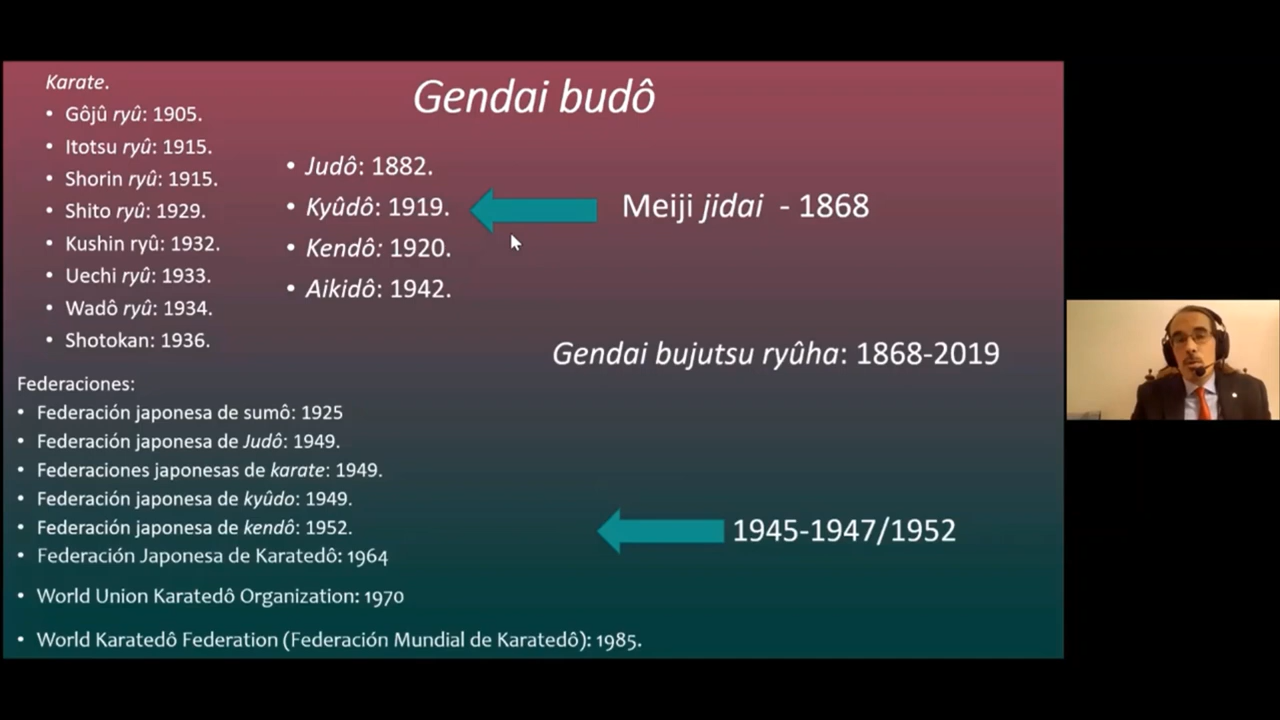 Karate.
• Gôjû ryû: 1905.
• Itotsu ryû: 1915.
• Shorin ryû: 1915.
• Shito ryû: 1929.
• Kushin ryû: 1932.
• Uechi ryû: 1933.
• Wadô ryû: 1934.
• Shotokan: 1936.
Gendai budô
• Judô: 1882.
• Kyûdô: 1919.
• Kendô: 1920.
• Aikidô: 1942.
Meiji jidai - 1868
Gendai bujutsu ryûha: 1868-2019
Federaciones:
• Federación japonesa de sumô: 1925
• Federación japonesa de Judô: 1949.
• Federaciones japonesas de karate: 1949.
• Federación japonesa de kyûdo: 1949.
• Federación japonesa de kendô: 1952.
• Federación Japonesa de Karatedô: 1964
• World Union Karatedô Organization: 1970
• World Karatedô Federation (Federación Mundial de Karatedô): 1985.
1945-1947/1952